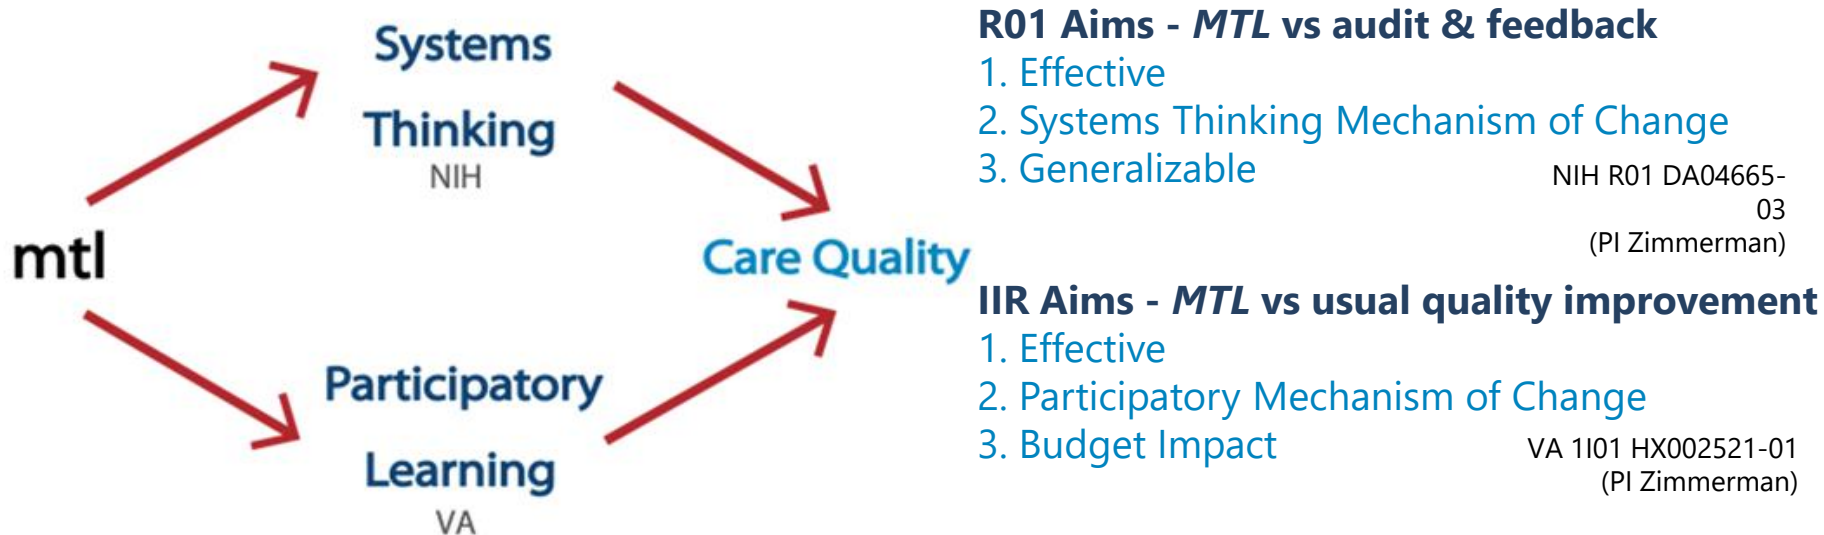 Systems
Thinking
NIH
mtl
Care Quality
Participatory
Learning
VA
R01 Aims - MTL vs audit & feedback
1. Effective
2. Systems Thinking Mechanism of Change
3. Generalizable
NIH R01 DA04665-
03
(PI Zimmerman)
IIR Aims - MTL vs usual quality improvement
1. Effective
2. Participatory Mechanism of Change
3. Budget Impact
VA 1I01 HX002521-01
(PI Zimmerman)